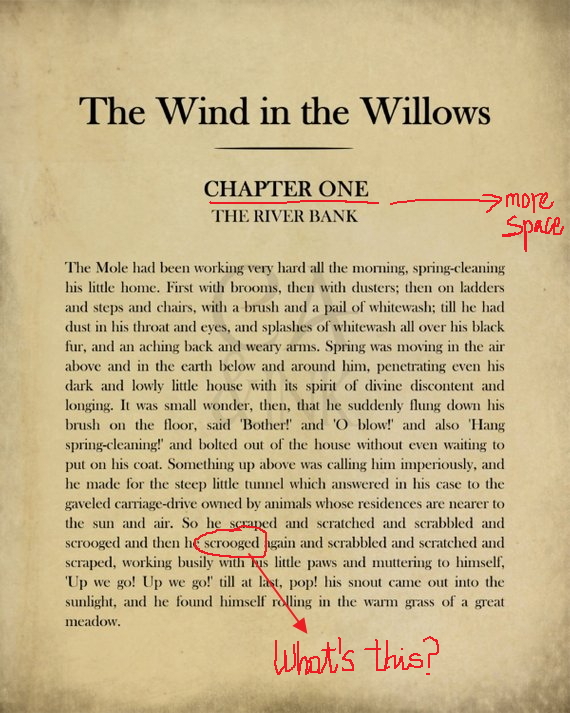 The Wind in the Willows
CHAPTER ONE
more
space
THE RIVER BANK
The Mole had been working very hard all the morning, spring-cleaning
his little home. First with brooms, then with dusters; then on ladders
and steps and chairs, with a brush and a pail of whitewash; till he had
dust in his throat and eyes, and splashes of whitewash all over his black
fur, and an aching back and weary arms. Spring was moving in the air
above and in the earth below and around him, penetrating even his
dark and lowly little house with its spirit of divine discontent and
longing. It was small wonder, then, that he suddenly flung down his
brush on the floor, said 'Bother!' and 'O blow!' and also 'Hang
spring-cleaning!' and bolted out of the house without even waiting to
put on his coat. Something up above was calling him imperiously, and
he made for the steep little tunnel which answered in his case to the
gaveled carriage-drive owned by animals whose residences are nearer to
the sun and air. So he scraped and scratched and scrabbled and
scrooged and then he scrooged again and scrabbled and scratched and
scraped, working busily with his little paws and muttering to himself,
'Up we go! Up we go!' till at last, pop! his snout came out into the
sunlight, and he found himself rolling in the warm grass of a great
meadow.
What's this?